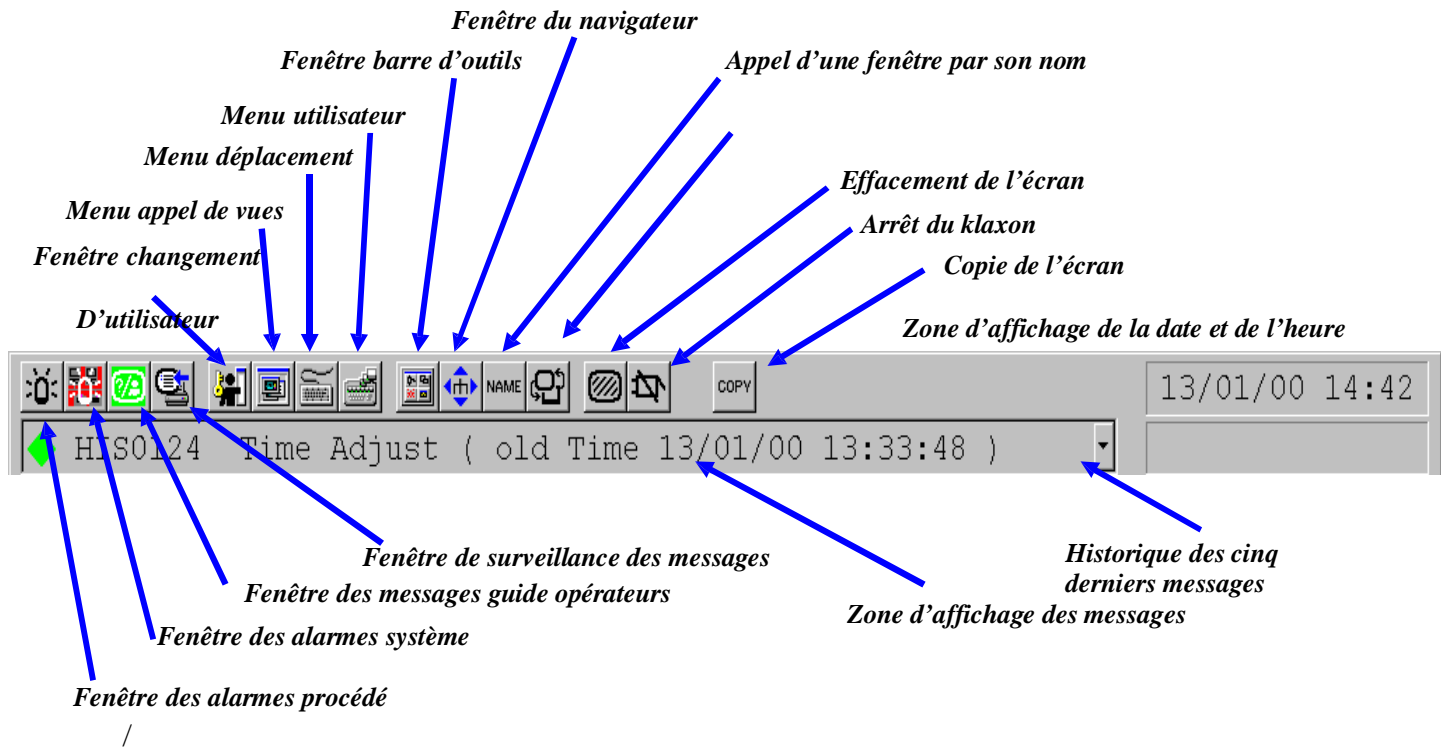 Fenêtre du navigateur
Fenêtre barre d’outils
Appel d’une fenêtre par son nom
Menu utilisateur
Menu déplacement
Effacement de l’écran
Menu appel de vues
Arrêt du klaxon
Fenêtre changement
Copie de l’écran
D’utilisateur
Zone d’affichage de la date et de l’heure
?/
NAME
COPY
13/01/00 14:42
HIS0124 Time Adjust ( old Time 13/01/00 13:33:48 )
Fenêtre de surveillance des messages
Historique des cinq
derniers messages
Fenêtre des messages guide opérateurs
Zone d’affichage des messages
Fenêtre des alarmes système
Fenêtre des alarmes procédé
/